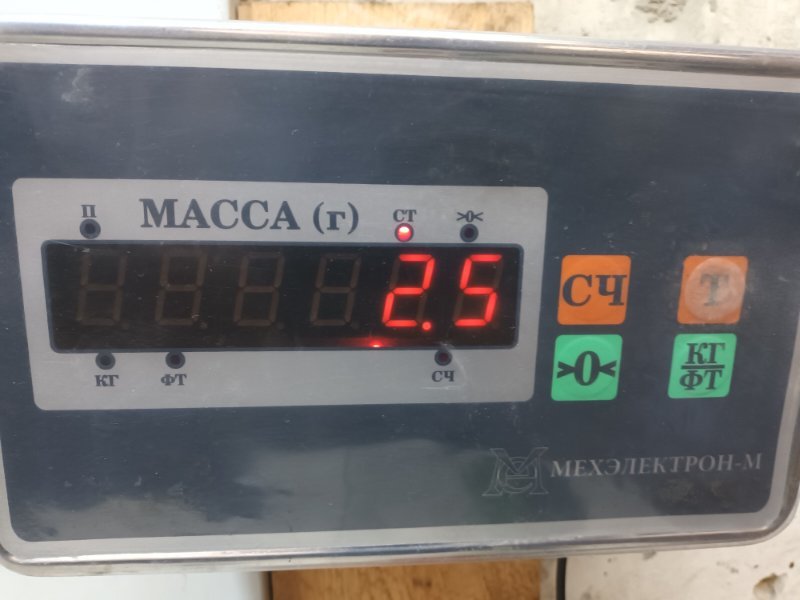 П
МАССА (г)
СТ
>0<
2.5
КГ
ФТ
СЧ
СЧ
Т
>0<
КГ
ФТ
МЕХЭЛЕКТРОН-М